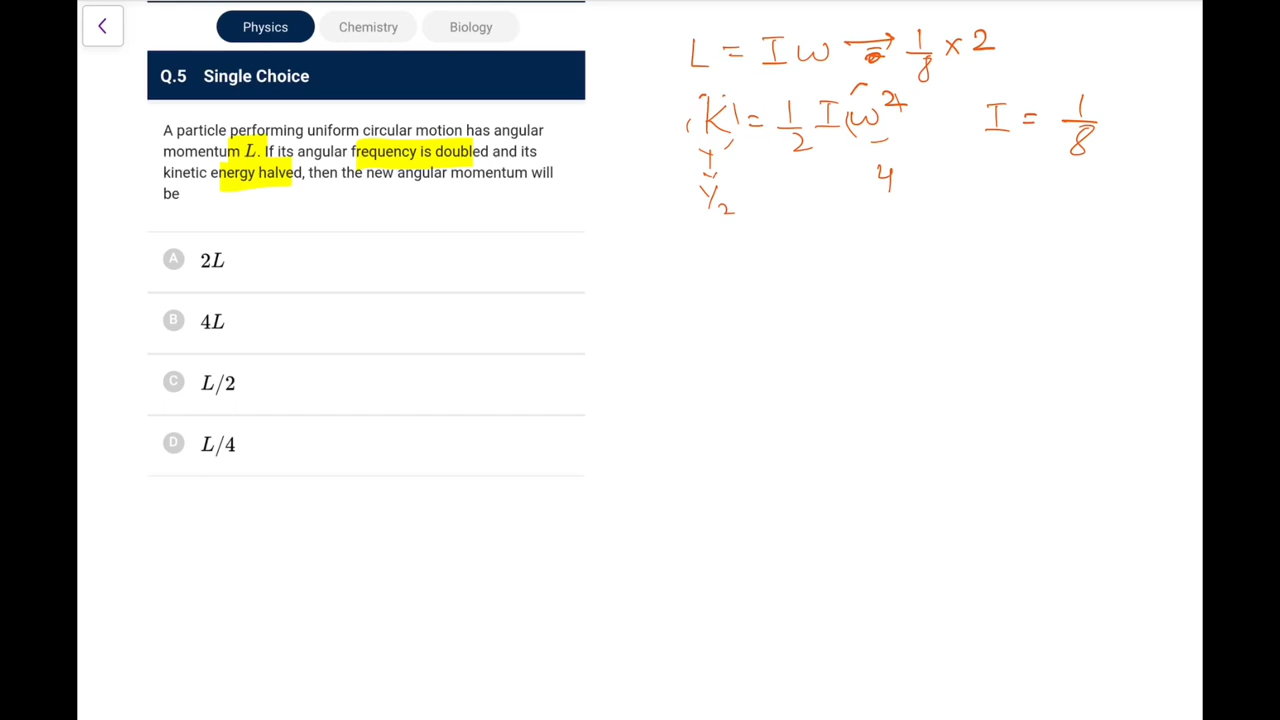 Physics Chemistry Biology
Q.5 Single Choice
A particle performing uniform circular motion has angular
momentum L. If its angular frequency is doubled and its
kinetic energy halved, then the new angular momentum will
be
A 2L
B 4L
C L/2
D L/4
L = I ω → 1/8 × 2
K = 1/2 I ω² I = 1/8
4
1/2